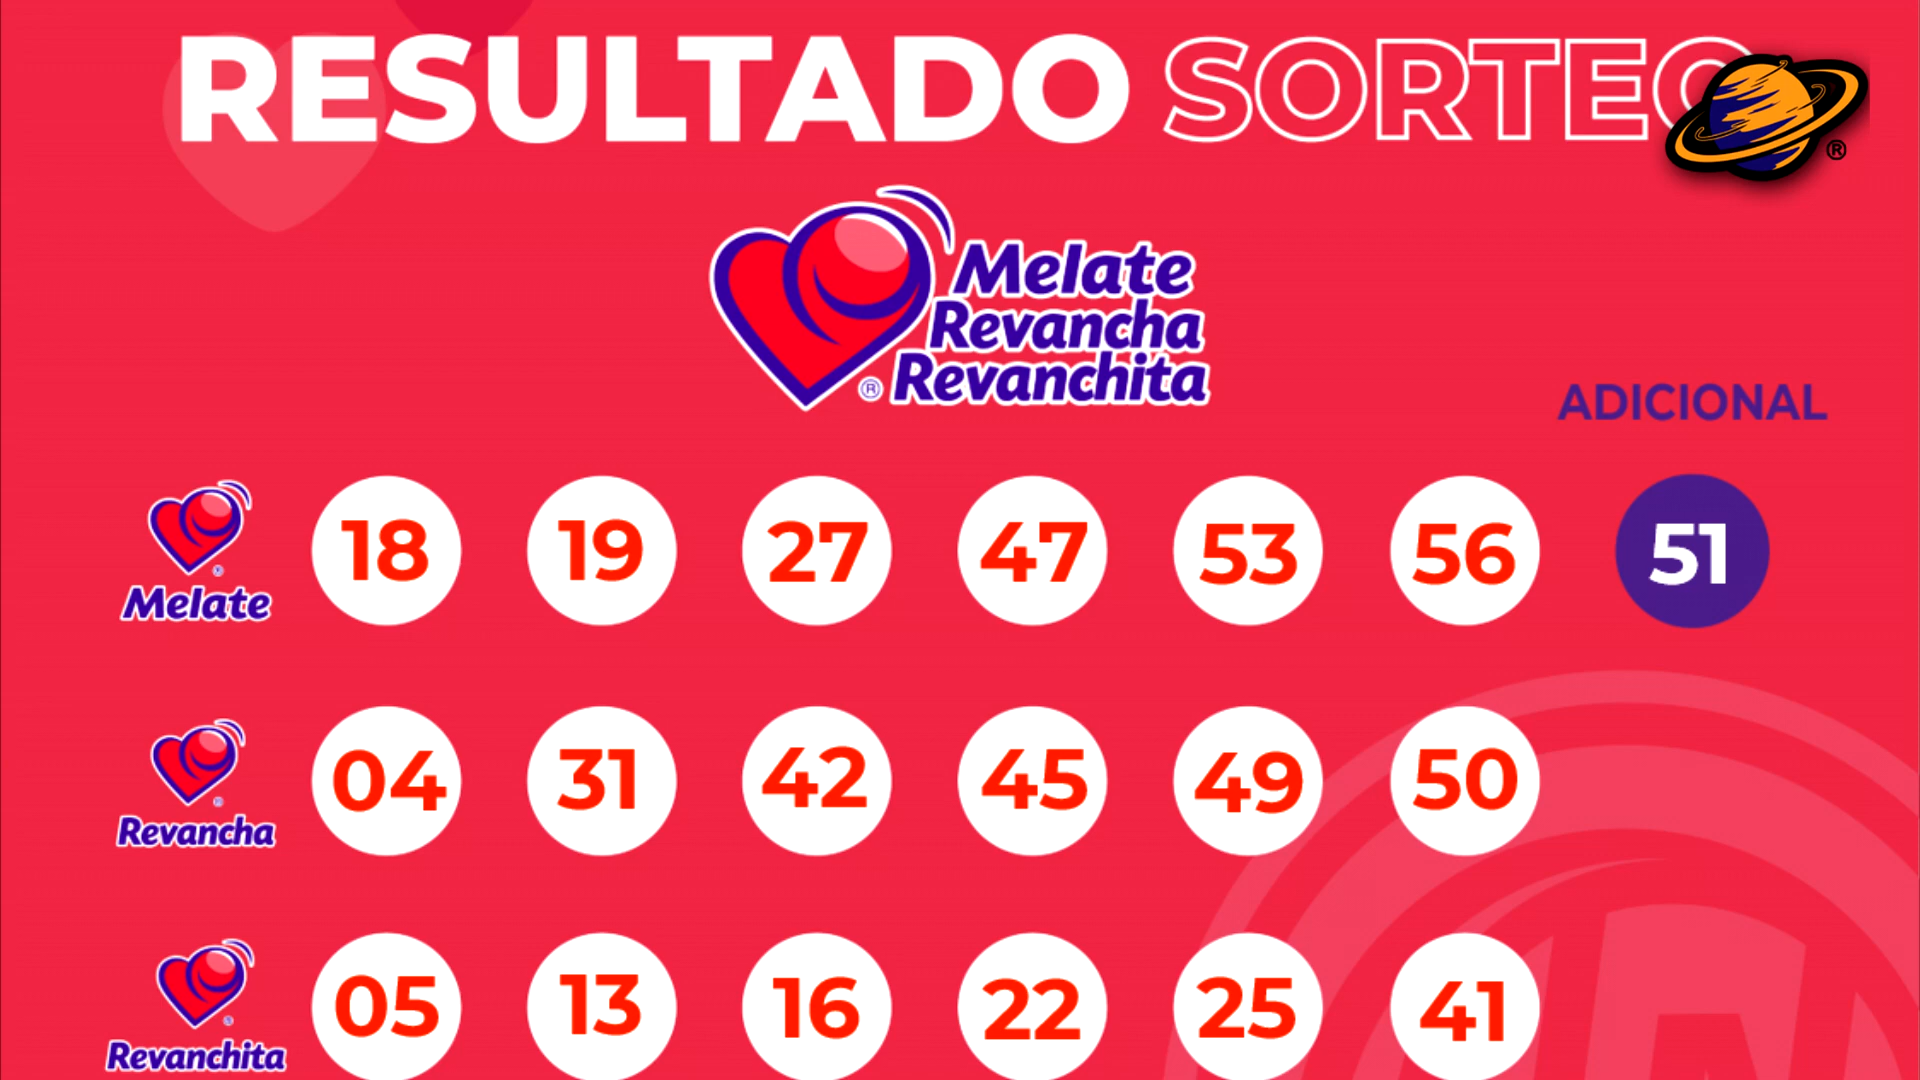 RESULTADO SORTEO
®
Melate
Revancha
® Revanchita
ADICIONAL
18 19 27 47 53 56 51
Melate
04 31 42 45 49 50
Revancha
05 13 16 22 25 41
Revanchita